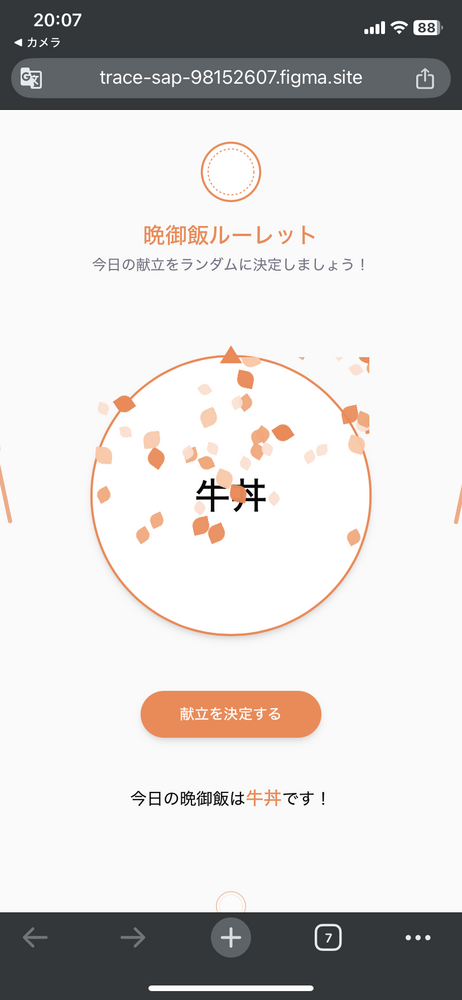 20:07
88
◀ カメラ
trace-sap-98152607.figma.site
晩御飯ルーレット
今日の献立をランダムに決定しましょう！
牛丼
献立を決定する
今日の晩御飯は牛丼です！
7